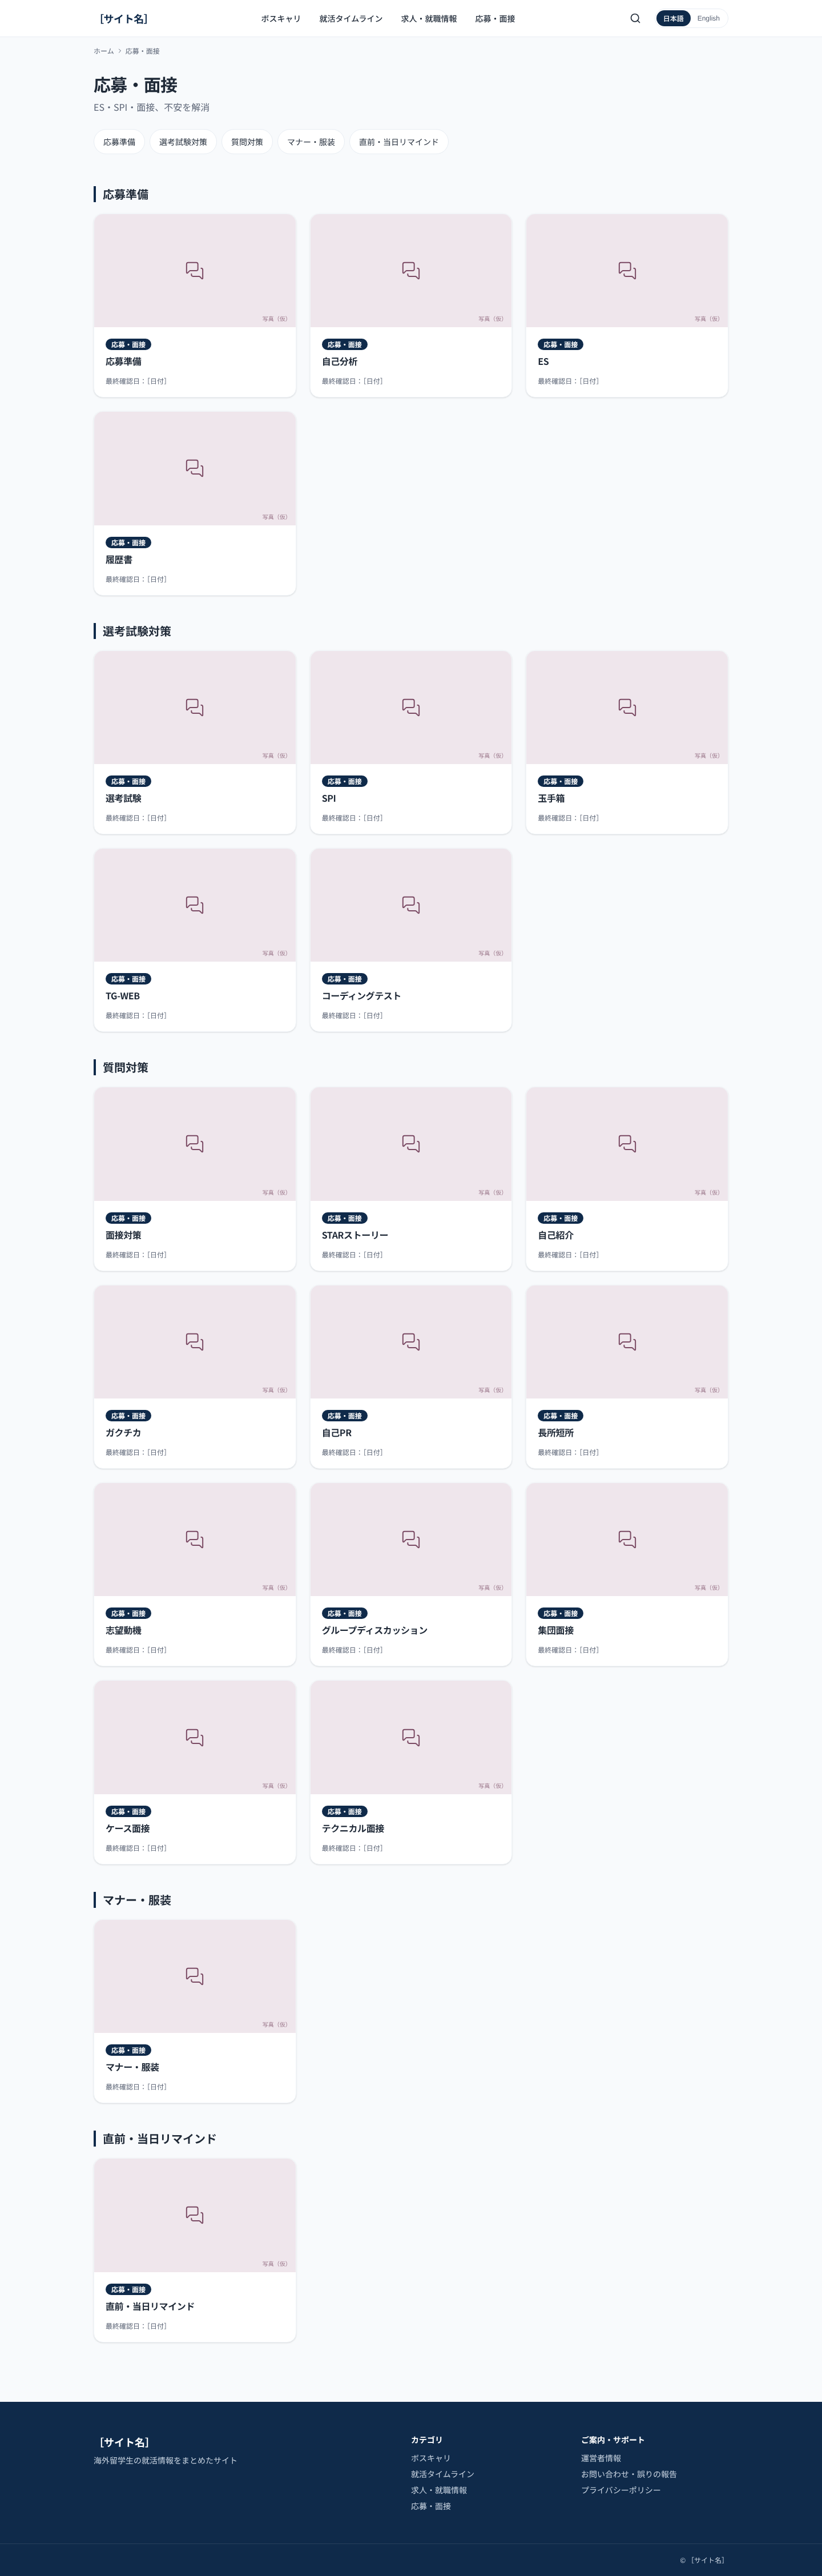 ［サイト名］
ボスキャリ 就活タイムライン 求人・就職情報 応募・面接
日本語 English
ホーム › 応募・面接
応募・面接
ES・SPI・面接、不安を解消
応募準備 選考試験対策 質問対策 マナー・服装 直前・当日リマインド
応募準備
写真（仮） 写真（仮） 写真（仮）
応募・面接 応募・面接 応募・面接
応募準備 自己分析 ES
最終確認日：［日付］ 最終確認日：［日付］ 最終確認日：［日付］
写真（仮）
応募・面接
履歴書
最終確認日：［日付］
選考試験対策
写真（仮） 写真（仮） 写真（仮）
応募・面接 応募・面接 応募・面接
選考試験 SPI 玉手箱
最終確認日：［日付］ 最終確認日：［日付］ 最終確認日：［日付］
写真（仮） 写真（仮）
応募・面接 応募・面接
TG-WEB コーディングテスト
最終確認日：［日付］ 最終確認日：［日付］
質問対策
写真（仮） 写真（仮） 写真（仮）
応募・面接 応募・面接 応募・面接
面接対策 STARストーリー 自己紹介
最終確認日：［日付］ 最終確認日：［日付］ 最終確認日：［日付］
写真（仮） 写真（仮） 写真（仮）
応募・面接 応募・面接 応募・面接
ガクチカ 自己PR 長所短所
最終確認日：［日付］ 最終確認日：［日付］ 最終確認日：［日付］
写真（仮） 写真（仮） 写真（仮）
応募・面接 応募・面接 応募・面接
志望動機 グループディスカッション 集団面接
最終確認日：［日付］ 最終確認日：［日付］ 最終確認日：［日付］
写真（仮） 写真（仮）
応募・面接 応募・面接
ケース面接 テクニカル面接
最終確認日：［日付］ 最終確認日：［日付］
マナー・服装
写真（仮）
応募・面接
マナー・服装
最終確認日：［日付］
直前・当日リマインド
写真（仮）
応募・面接
直前・当日リマインド
最終確認日：［日付］
［サイト名］
海外留学生の就活情報をまとめたサイト
カテゴリ
ボスキャリ
就活タイムライン
求人・就職情報
応募・面接
ご案内・サポート
運営者情報
お問い合わせ・誤りの報告
プライバシーポリシー
© ［サイト名］